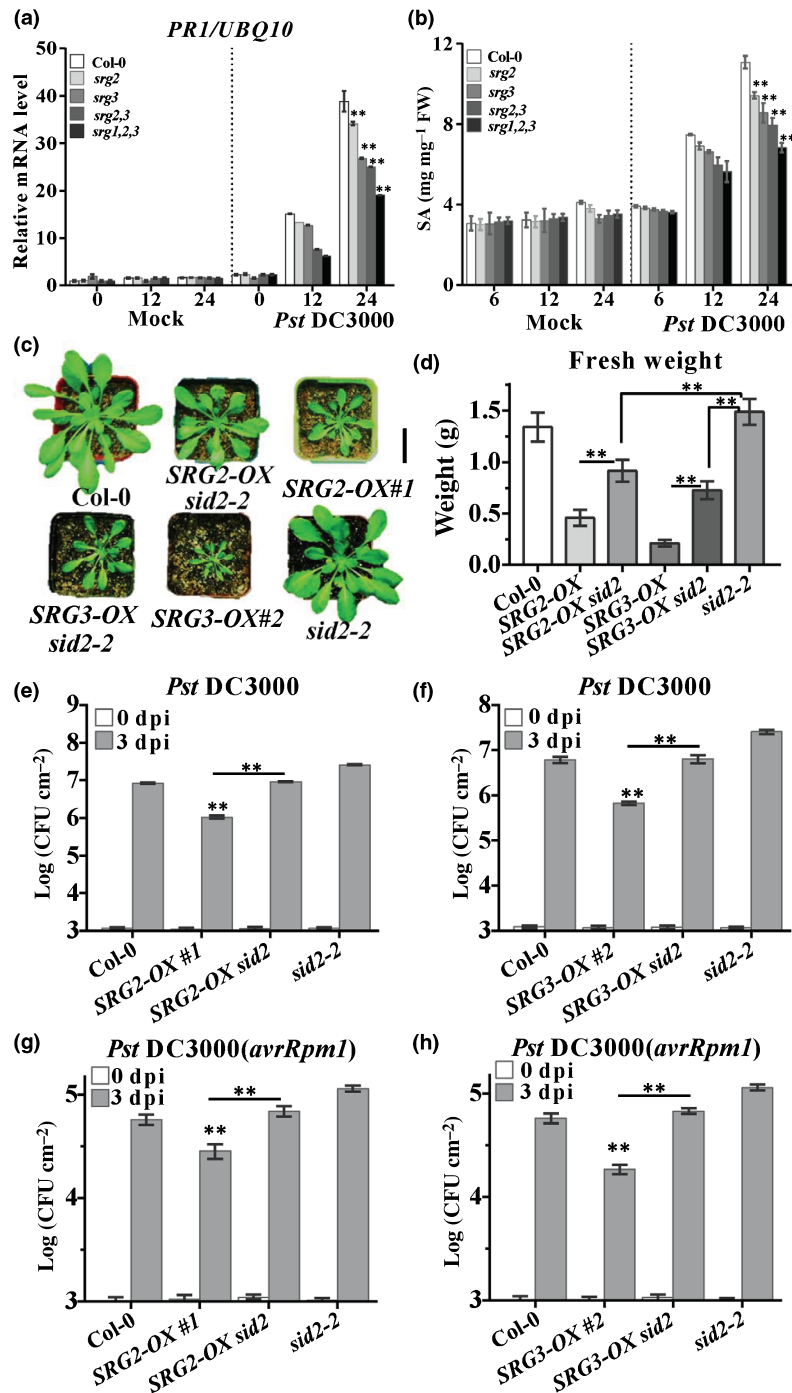 (a)
PR1/UBQ10
Relative mRNA level
50
40
30
20
10
0
Col-0
srg2
srg3
srg2,3
srg1,2,3
**
**
**
**
0 12 24 0 12 24
Mock Pst DC3000
(b)
SA (mg mg⁻¹ FW)
12
8
4
0
Col-0
srg2
srg3
srg2,3
srg1,2,3
**
**
**
**
6 12 24 6 12 24
Mock Pst DC3000
(c)
Col-0
SRG2-OX
sid2-2
SRG2-OX#1
SRG3-OX
sid2-2
SRG3-OX#2
sid2-2
(d)
Fresh weight
Weight (g)
1.5
1.0
0.5
0.0
**
**
**
**
Col-0
SRG2-OX
SRG2-OX sid2
SRG3-OX
SRG3-OX sid2
sid2-2
(e)
Pst DC3000
Log (CFU cm⁻²)
9
8
7
6
5
4
3
0 dpi
3 dpi
**
**
Col-0
SRG2-OX #1
SRG2-OX sid2
sid2-2
(f)
Pst DC3000
Log (CFU cm⁻²)
8
7
6
5
4
3
0 dpi
3 dpi
**
**
Col-0
SRG3-OX #2
SRG3-OX sid2
sid2-2
(g)
Pst DC3000(avrRpm1)
Log (CFU cm⁻²)
5
4
3
0 dpi
3 dpi
**
**
Col-0
SRG2-OX #1
SRG2-OX sid2
sid2-2
(h)
Pst DC3000(avrRpm1)
Log (CFU cm⁻²)
5
4
3
0 dpi
3 dpi
**
**
Col-0
SRG3-OX #2
SRG3-OX sid2
sid2-2